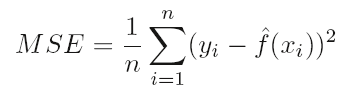 MSE = \frac{1}{n} \sum_{i=1}^{n} (y_i - \hat{f}(x_i))^2